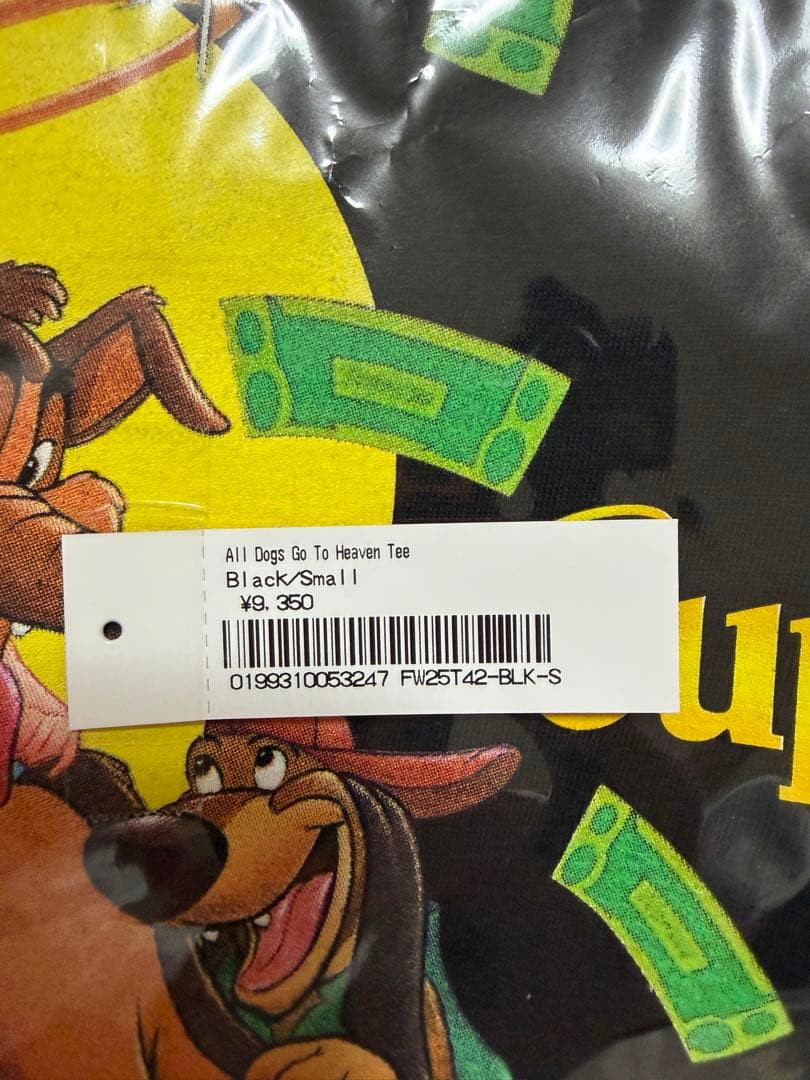 All Dogs Go To Heaven Tee
Black/Small
¥9,350
0199310053247 FW25T42-BLK-S